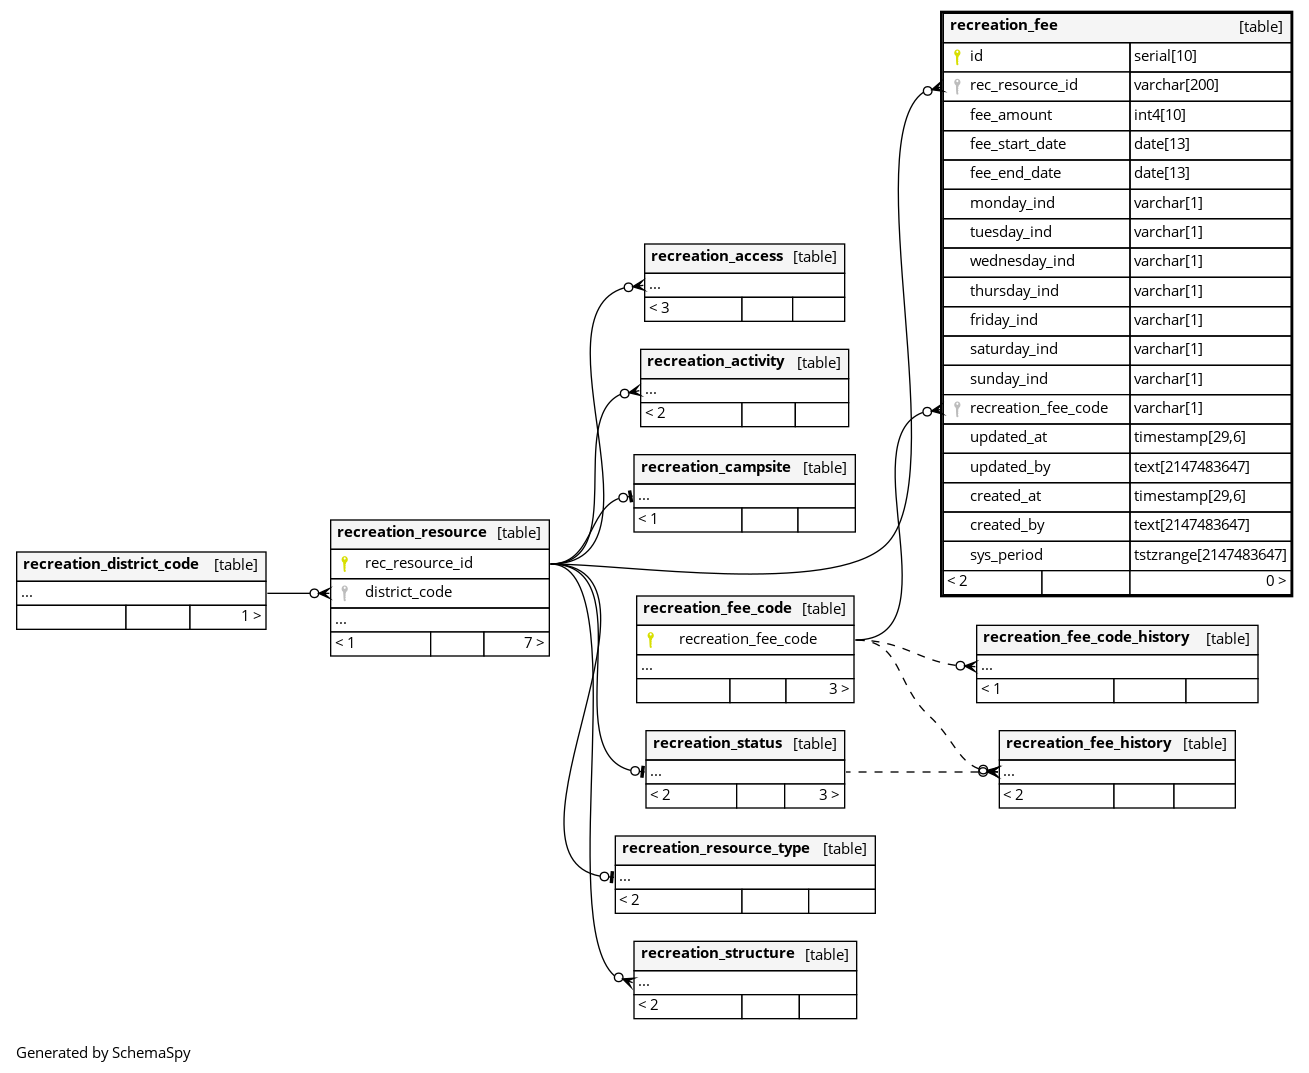 recreation_fee [table]
id serial[10]
rec_resource_id varchar[200]
fee_amount int4[10]
fee_start_date date[13]
fee_end_date date[13]
monday_ind varchar[1]
tuesday_ind varchar[1]
wednesday_ind varchar[1]
thursday_ind varchar[1]
friday_ind varchar[1]
saturday_ind varchar[1]
sunday_ind varchar[1]
recreation_fee_code varchar[1]
updated_at timestamp[29,6]
updated_by text[2147483647]
created_at timestamp[29,6]
created_by text[2147483647]
sys_period tstzrange[2147483647]
< 2 0 >
recreation_access [table]
...
< 3
recreation_activity [table]
...
< 2
recreation_campsite [table]
...
< 1
recreation_resource [table]
rec_resource_id
district_code
...
< 1 7 >
recreation_district_code [table]
...
1 >
recreation_fee_code [table]
recreation_fee_code
...
3 >
recreation_fee_code_history [table]
...
< 1
recreation_status [table]
...
< 2 3 >
recreation_fee_history [table]
...
< 2
recreation_resource_type [table]
...
< 2
recreation_structure [table]
...
< 2
Generated by SchemaSpy